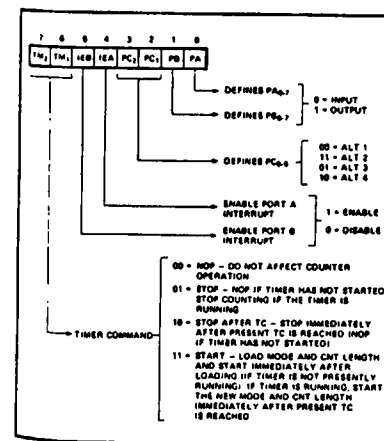 7 6 5 4 3 2 1 0
TM2 TM1 IEB IEA PC2 PC1 PB PA
DEFINES PA0-7
DEFINES PB0-7
0 = INPUT
1 = OUTPUT
DEFINES PC0-5
00 = ALT 1
11 = ALT 2
01 = ALT 3
10 = ALT 4
ENABLE PORT A
INTERRUPT
ENABLE PORT B
INTERRUPT
1 = ENABLE
0 = DISABLE
TIMER COMMAND
00 = NOP – DO NOT AFFECT COUNTER
OPERATION
01 = STOP – NOP IF TIMER HAS NOT STARTED
STOP COUNTING IF THE TIMER IS
RUNNING
10 = STOP AFTER TC – STOP IMMEDIATELY
AFTER PRESENT TC IS REACHED (NOP
IF TIMER HAS NOT STARTED)
11 = START – LOAD MODE AND CNT LENGTH
AND START IMMEDIATELY AFTER
LOADING (IF TIMER IS NOT PRESENTLY
RUNNING) IF TIMER IS RUNNING, START
THE NEW MODE AND CNT LENGTH
IMMEDIATELY AFTER PRESENT TC
IS REACHED